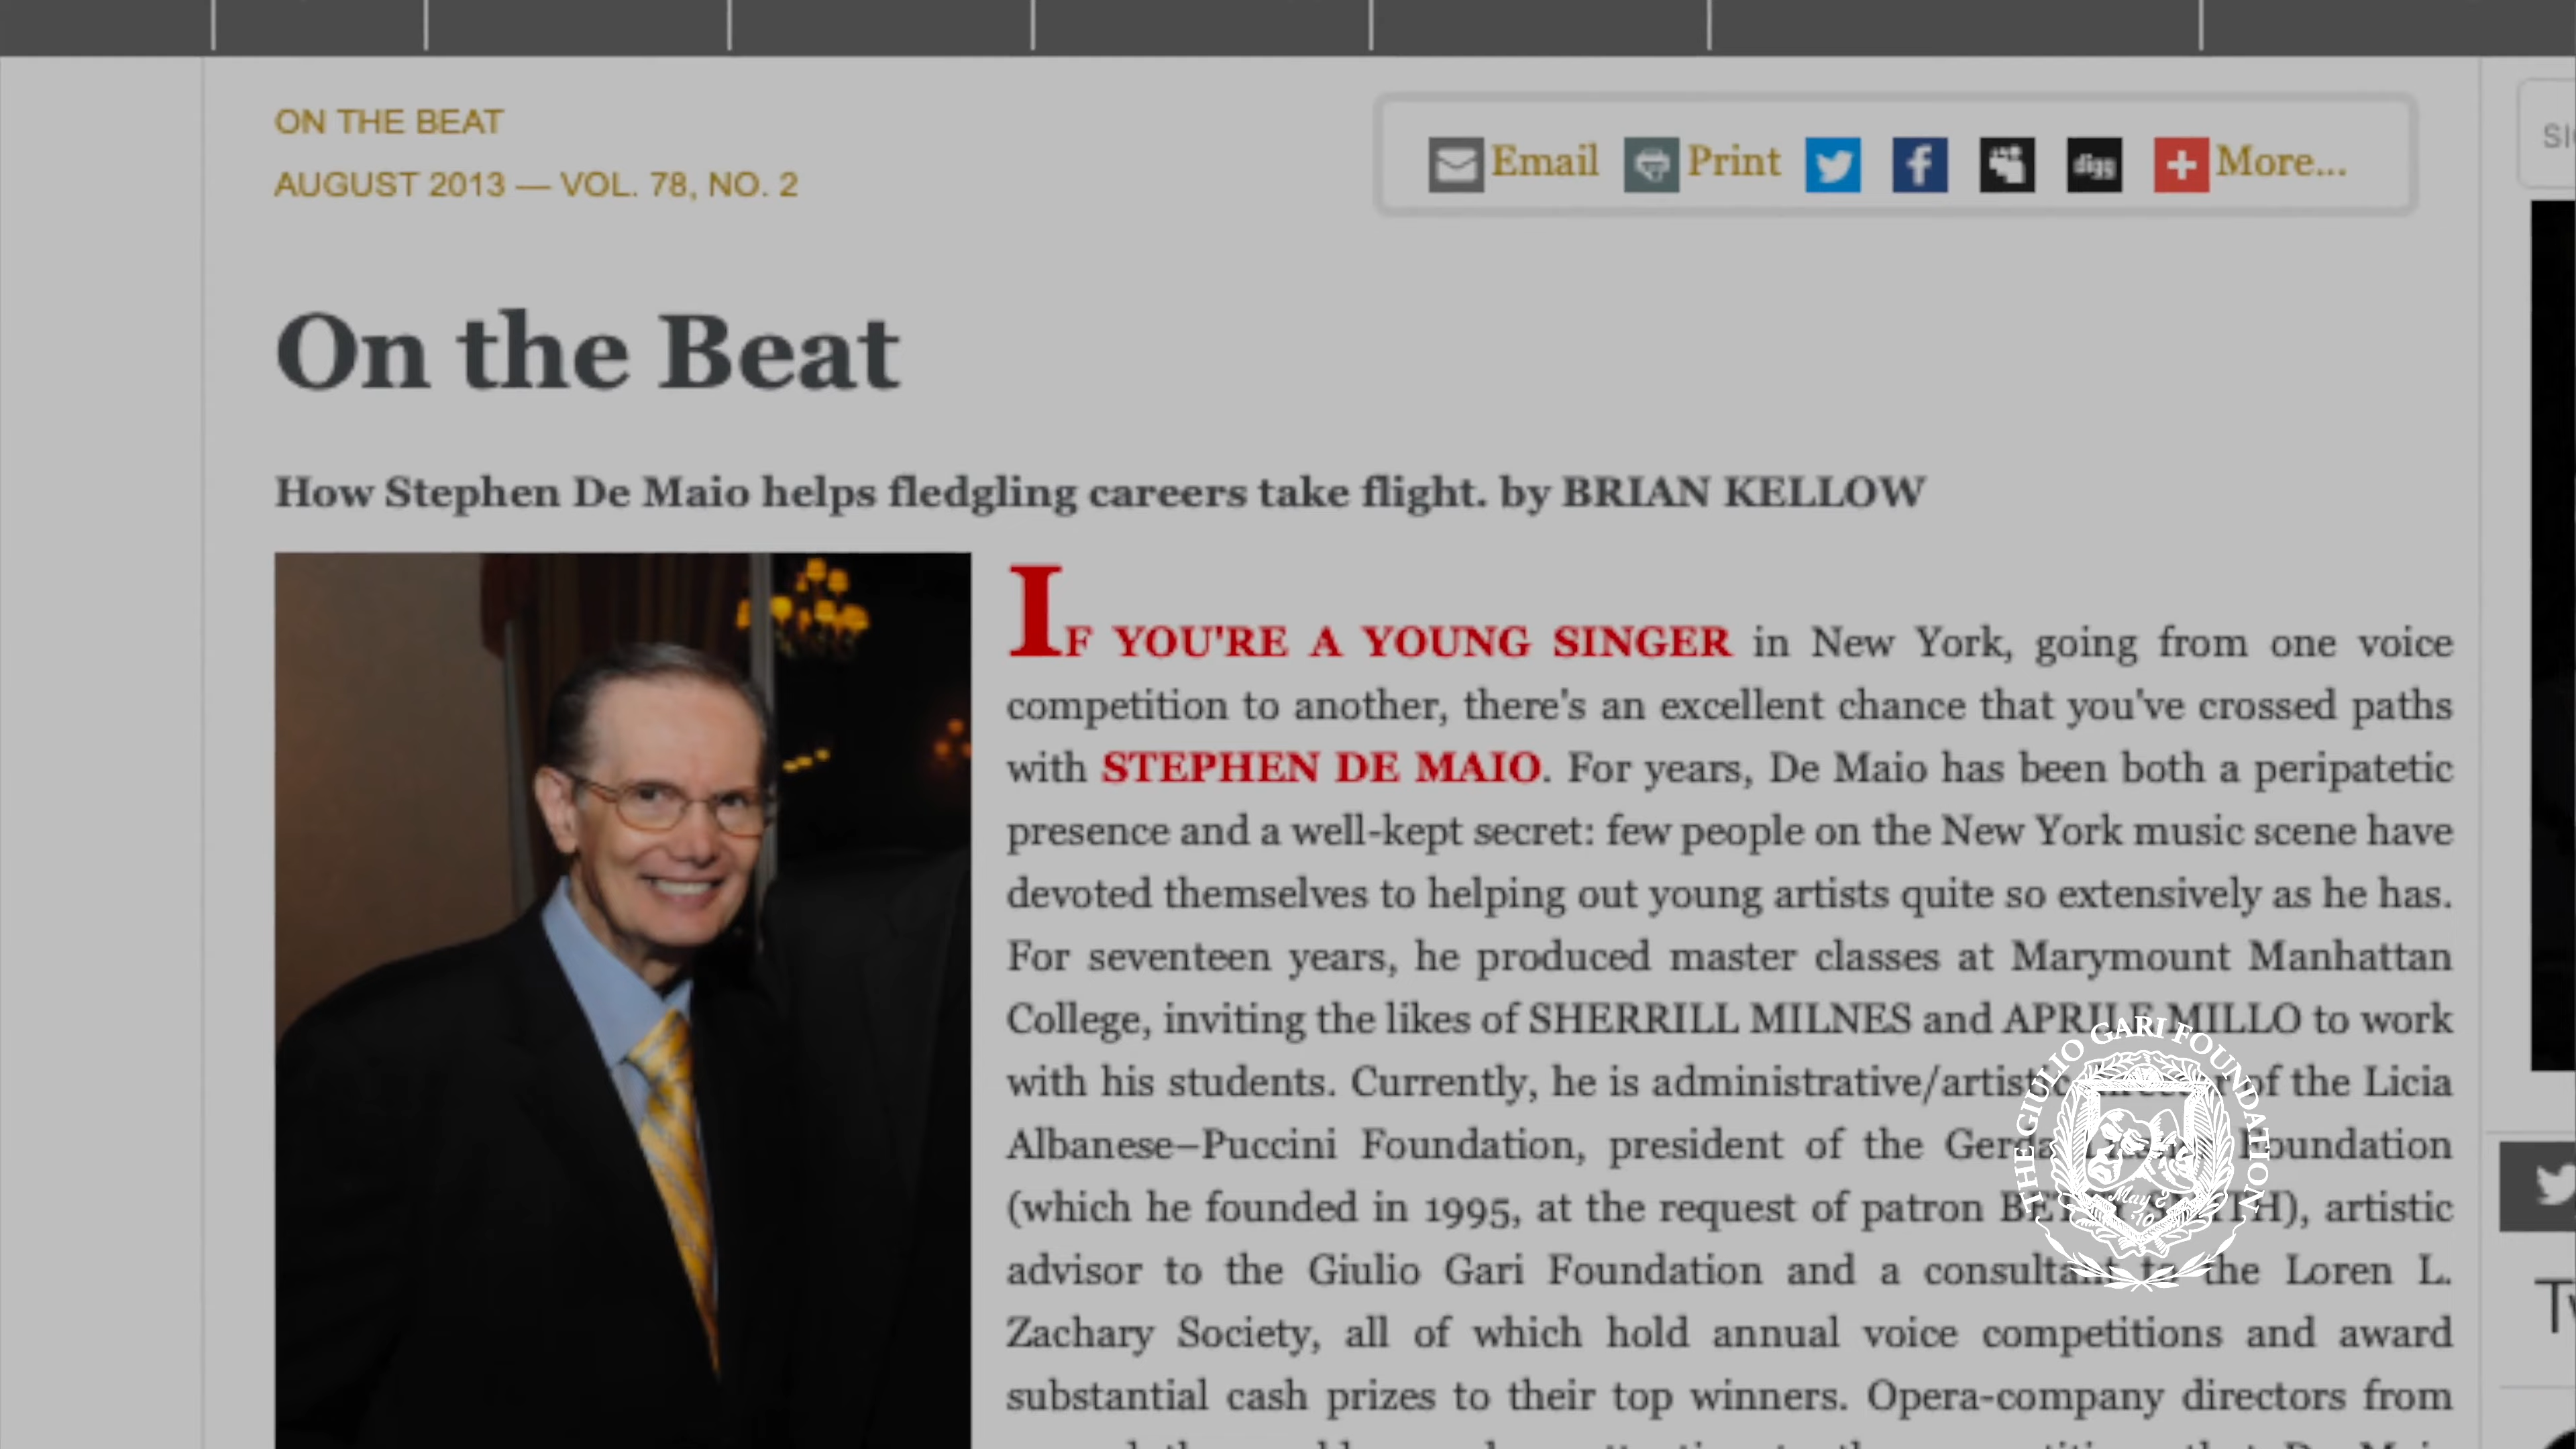 ON THE BEAT
AUGUST 2013 — VOL. 78, NO. 2
Email Print digg More...
On the Beat
How Stephen De Maio helps fledgling careers take flight. by BRIAN KELLOW
IF YOU'RE A YOUNG SINGER in New York, going from one voice
competition to another, there's an excellent chance that you've crossed paths
with STEPHEN DE MAIO. For years, De Maio has been both a peripatetic
presence and a well-kept secret: few people on the New York music scene have
devoted themselves to helping out young artists quite so extensively as he has.
For seventeen years, he produced master classes at Marymount Manhattan
College, inviting the likes of SHERRILL MILNES and APRILE MILLO to work
with his students. Currently, he is administrative/artistic of the Licia
Albanese–Puccini Foundation, president of the Gerda Foundation
(which he founded in 1995, at the request of patron), artistic
advisor to the Giulio Gari Foundation and a consultant to the Loren L.
Zachary Society, all of which hold annual voice competitions and award
substantial cash prizes to their top winners. Opera-company directors from
THE GIULIO GARI FOUNDATION
May 2
'10